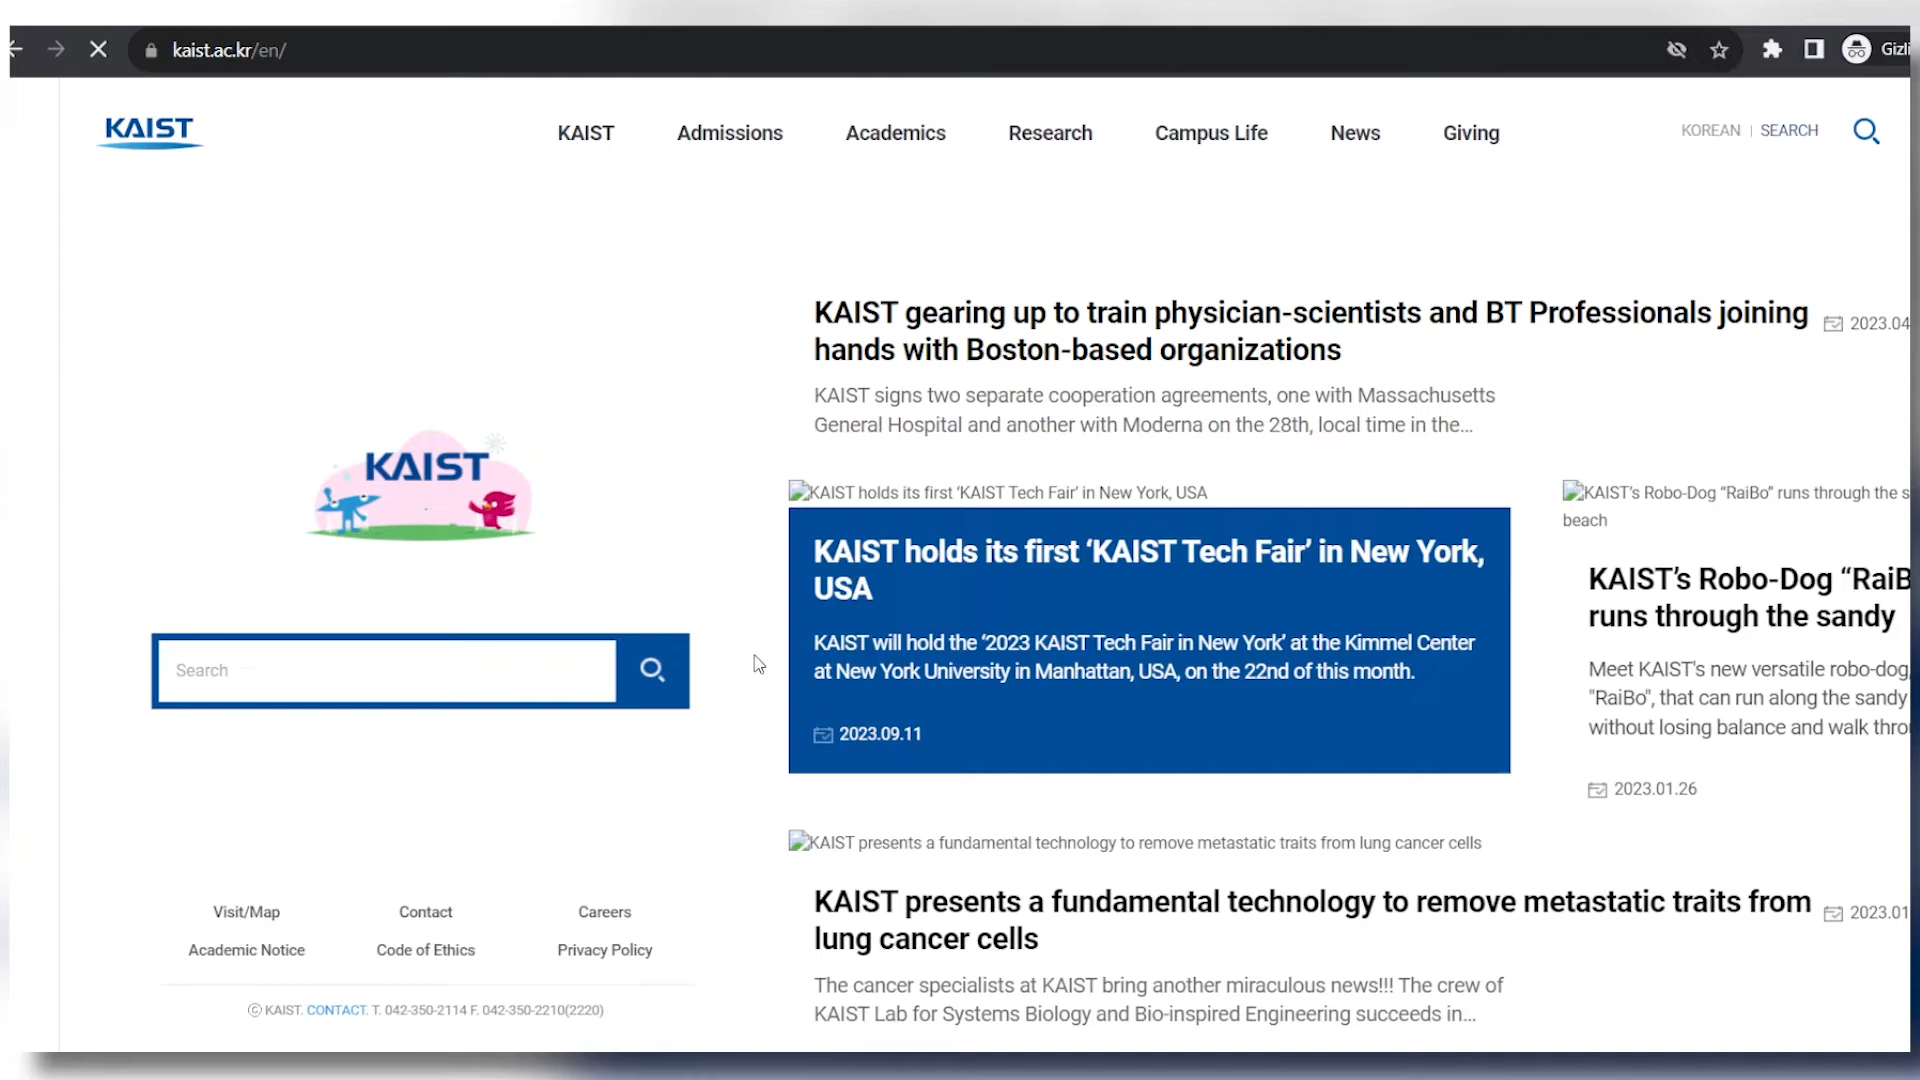 kaist.ac.kr/en/
Gizli
KAIST
KAIST
Admissions
Academics
Research
Campus Life
News
Giving
KOREAN | SEARCH
KAIST gearing up to train physician-scientists and BT Professionals joining
hands with Boston-based organizations
2023.04
KAIST signs two separate cooperation agreements, one with Massachusetts
General Hospital and another with Moderna on the 28th, local time in the...
KAIST
Search
KAIST holds its first ‘KAIST Tech Fair’ in New York, USA
KAIST holds its first ‘KAIST Tech Fair’ in New York,
USA
KAIST will hold the ‘2023 KAIST Tech Fair in New York’ at the Kimmel Center
at New York University in Manhattan, USA, on the 22nd of this month.
2023.09.11
KAIST’s Robo-Dog “RaiBo” runs through the s
beach
KAIST’s Robo-Dog “RaiB
runs through the sandy
Meet KAIST's new versatile robo-dog,
"RaiBo", that can run along the sandy
without losing balance and walk thro
2023.01.26
KAIST presents a fundamental technology to remove metastatic traits from lung cancer cells
KAIST presents a fundamental technology to remove metastatic traits from
lung cancer cells
2023.01
The cancer specialists at KAIST bring another miraculous news!!! The crew of
KAIST Lab for Systems Biology and Bio-inspired Engineering succeeds in...
Visit/Map
Contact
Careers
Academic Notice
Code of Ethics
Privacy Policy
ⓒ KAIST. CONTACT. T. 042-350-2114 F. 042-350-2210(2220)